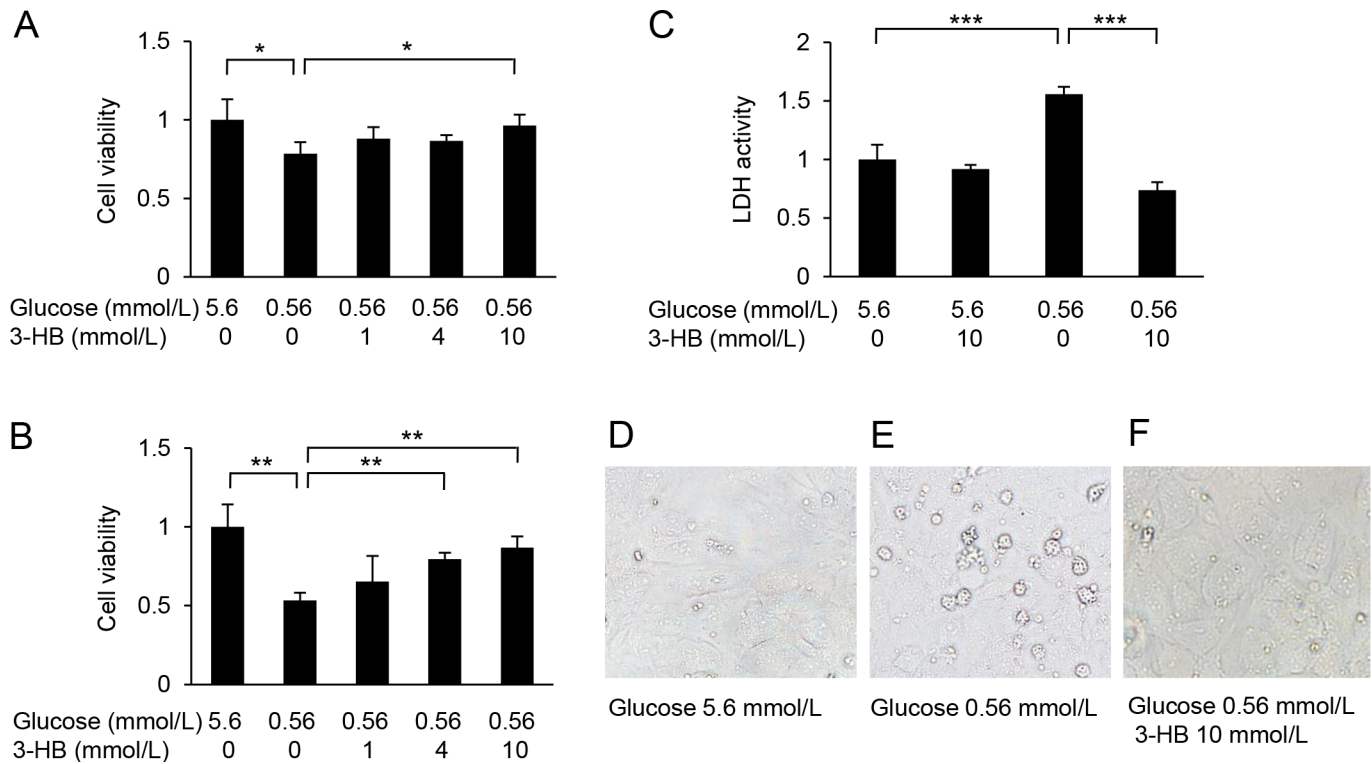 A
1.5
1
0.5
0
Cell viability
* *
Glucose (mmol/L) 5.6 0.56 0.56 0.56 0.56
3-HB (mmol/L) 0 0 1 4 10
C
2
1.5
1
0.5
0
LDH activity
*** ***
Glucose (mmol/L) 5.6 5.6 0.56 0.56
3-HB (mmol/L) 0 10 0 10
B
1.5
1
0.5
0
Cell viability
**
** **
Glucose (mmol/L) 5.6 0.56 0.56 0.56 0.56
3-HB (mmol/L) 0 0 1 4 10
D
Glucose 5.6 mmol/L
E
Glucose 0.56 mmol/L
F
Glucose 0.56 mmol/L
3-HB 10 mmol/L